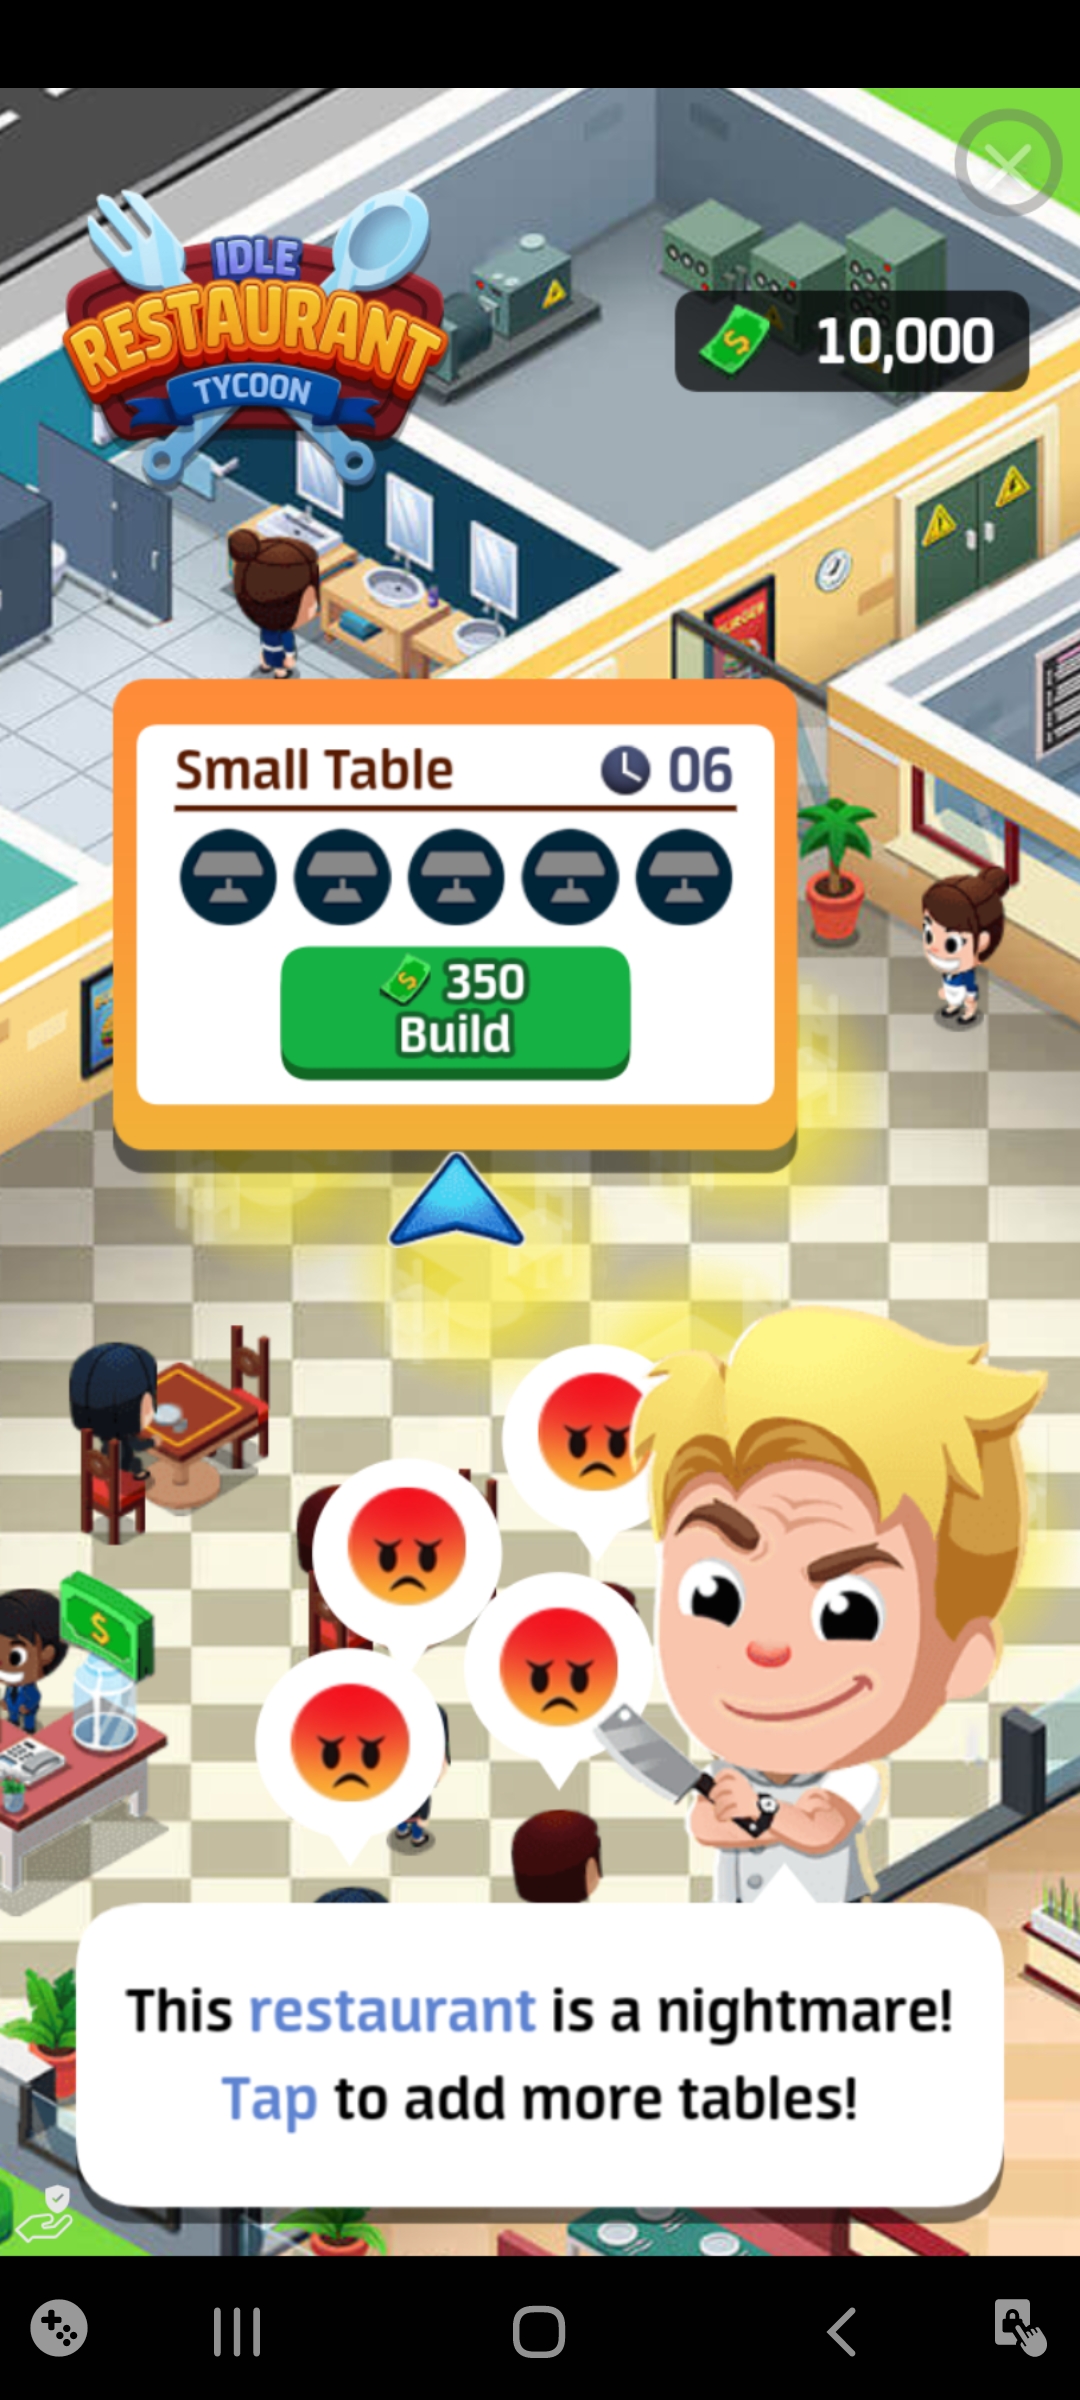 IDLE
RESTAURANT
TYCOON
10,000
BURGER
Small Table
06
350
Build
This restaurant is a nightmare!
Tap to add more tables!